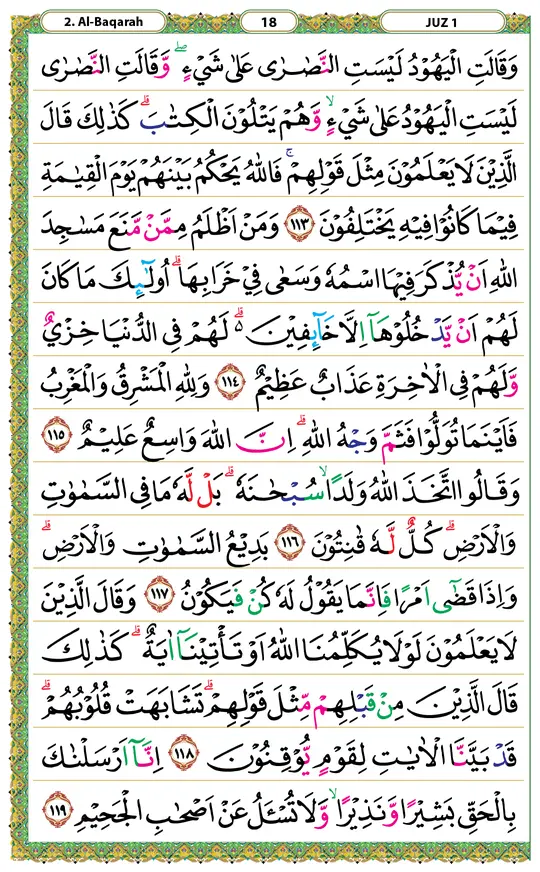 2. Al-Baqarah 18 JUZ 1
وَقَالَتِ الْيَهُوْدُ لَيْسَتِ النَّصٰرٰى عَلٰى شَيْءٍ ۖ وَّقَالَتِ النَّصٰرٰى
لَيْسَتِ الْيَهُوْدُ عَلٰى شَيْءٍ ۙ وَّهُمْ يَتْلُوْنَ الْكِتٰبَ ۗ كَذٰلِكَ قَالَ
الَّذِيْنَ لَا يَعْلَمُوْنَ مِثْلَ قَوْلِهِمْ ۚ فَاللّٰهُ يَحْكُمُ بَيْنَهُمْ يَوْمَ الْقِيٰمَةِ
فِيْمَا كَانُوْا فِيْهِ يَخْتَلِفُوْنَ ١١٣ وَمَنْ اَظْلَمُ مِمَّنْ مَّنَعَ مَسٰجِدَ
اللّٰهِ اَنْ يُّذْكَرَ فِيْهَا اسْمُهٗ وَسَعٰى فِيْ خَرَابِهَا ۗ اُولٰۤىِٕكَ مَا كَانَ
لَهُمْ اَنْ يَّدْخُلُوْهَآ اِلَّا خَاۤىِٕفِيْنَ ۗ ە لَهُمْ فِى الدُّنْيَا خِزْيٌ
وَّلَهُمْ فِى الْاٰخِرَةِ عَذَابٌ عَظِيْمٌ ١١٤ وَلِلّٰهِ الْمَشْرِقُ وَالْمَغْرِبُ
فَاَيْنَمَا تُوَلُّوْا فَثَمَّ وَجْهُ اللّٰهِ ۗ اِنَّ اللّٰهَ وَاسِعٌ عَلِيْمٌ ١١٥
وَقَالُوا اتَّخَذَ اللّٰهُ وَلَدًا ۙ سُبْحٰنَهٗ ۗ بَلْ لَّهٗ مَا فِى السَّمٰوٰتِ
وَالْاَرْضِ ۗ كُلٌّ لَّهٗ قٰنِتُوْنَ ١١٦ بَدِيْعُ السَّمٰوٰتِ وَالْاَرْضِ ۗ
وَاِذَا قَضٰٓى اَمْرًا فَاِنَّمَا يَقُوْلُ لَهٗ كُنْ فَيَكُوْنُ ١١٧ وَقَالَ الَّذِيْنَ
لَا يَعْلَمُوْنَ لَوْلَا يُكَلِّمُنَا اللّٰهُ اَوْ تَأْتِيْنَآ اٰيَةٌ ۗ كَذٰلِكَ
قَالَ الَّذِيْنَ مِنْ قَبْلِهِمْ مِّثْلَ قَوْلِهِمْ ۗ تَشَابَهَتْ قُلُوْبُهُمْ ۗ
قَدْ بَيَّنَّا الْاٰيٰتِ لِقَوْمٍ يُّوْقِنُوْنَ ١١٨ اِنَّآ اَرْسَلْنٰكَ
بِالْحَقِّ بَشِيْرًا وَّنَذِيْرًا ۙ وَّلَا تُسْـَٔلُ عَنْ اَصْحٰبِ الْجَحِيْمِ ١١٩